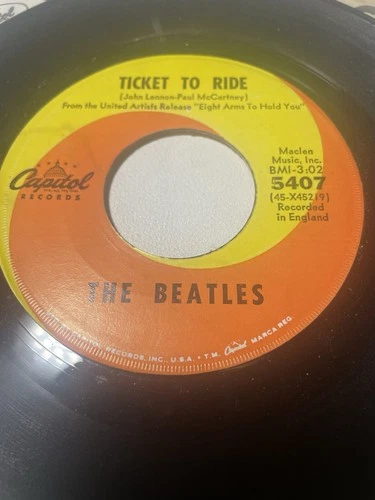 TICKET TO RIDE
(John Lennon-Paul McCartney)
From the United Artists Release "Eight Arms To Hold You"
Capitol
RECORDS
Maclen
Music, Inc.
BMI-3:02
5407
(45-X45219)
Recorded
in England
THE BEATLES
RECORDS, INC., U.S.A. • T.M. Capitol MARCA REG.